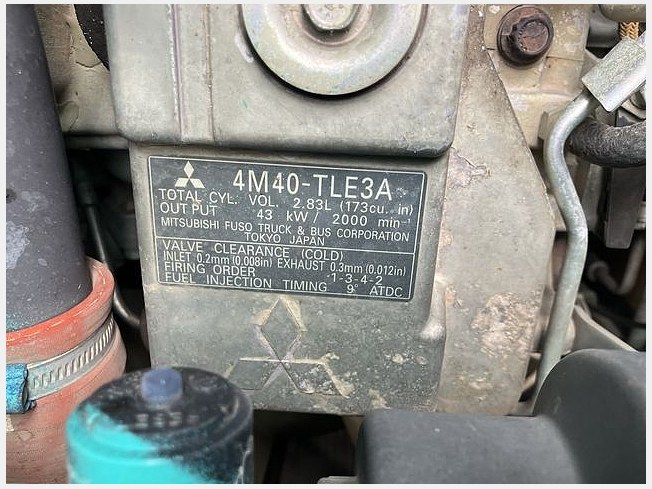 4M40-TLE3A
TOTAL CYL. VOL. 2.83L (173cu. in)
OUT PUT 43 kW/ 2000 min⁻¹
MITSUBISHI FUSO TRUCK & BUS CORPORATION
TOKYO JAPAN
VALVE CLEARANCE (COLD)
INLET 0.2mm (0.008in) EXHAUST 0.3mm (0.012in)
FIRING ORDER 1-3-4-2
FUEL INJECTION TIMING 9° ATDC